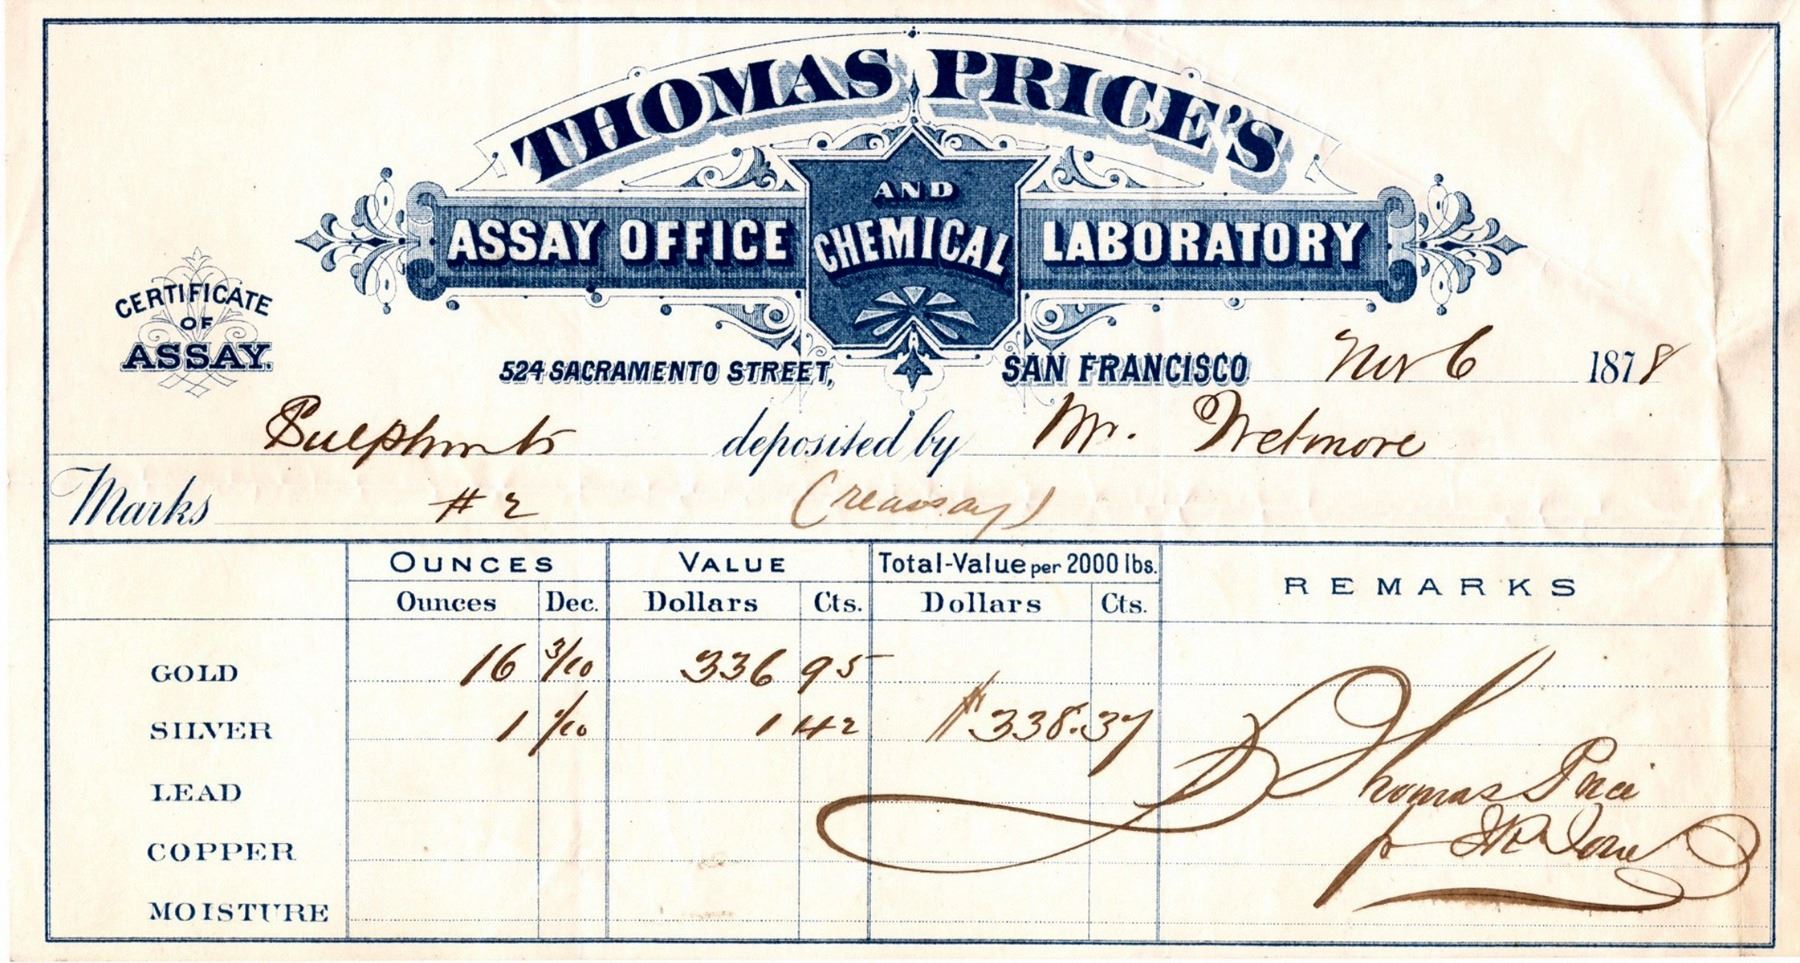 THOMAS PRICE'S
ASSAY OFFICE AND CHEMICAL LABORATORY
CERTIFICATE
OF
ASSAY.
524 SACRAMENTO STREET, SAN FRANCISCO Nov 6 1878
Sulphurets deposited by Mr. Wetmore
Marks #2 (reassay)
OUNCES VALUE Total-Value per 2000 lbs. REMARKS
Ounces Dec. Dollars Cts. Dollars Cts.
GOLD 16 3/10 336 95
SILVER 1 1/10 1 42 $338.37
LEAD Thomas Price
COPPER p
MOISTURE